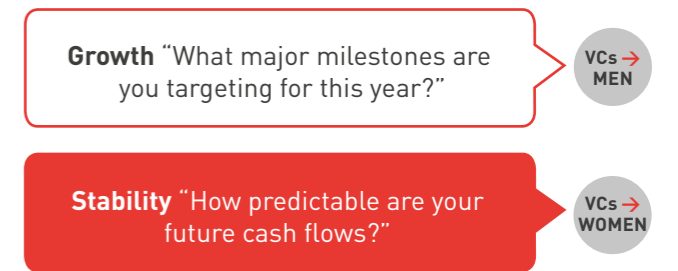 Growth “What major milestones are
you targeting for this year?”
VCs →
MEN
Stability “How predictable are your
future cash flows?”
VCs →
WOMEN